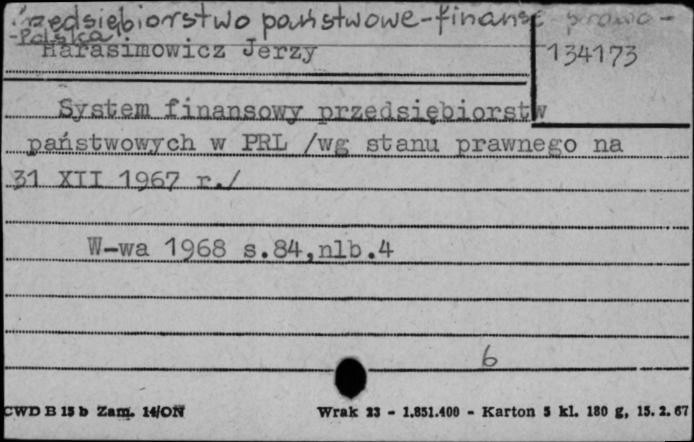 Przedsiębiorstwo państwowe-finanse prawo -
-Polska.
Harasimowicz Jerzy
134173
System finansowy przedsiębiorstw
państwowych w PRL /wg stanu prawnego na
31 XII 1967 r./
W-wa 1968 s.84,nlb.4
6
CWD B 15 b Zam. 14/ON
Wrak 23 - 1.851.400 - Karton 5 kl. 180 g, 15. 2. 67